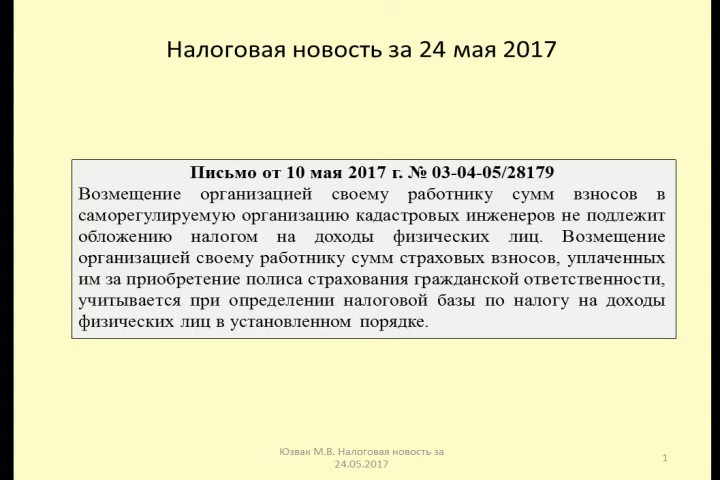 Налоговая новость за 24 мая 2017
Письмо от 10 мая 2017 г. № 03-04-05/28179
Возмещение организацией своему работнику сумм взносов в
саморегулируемую организацию кадастровых инженеров не подлежит
обложению налогом на доходы физических лиц. Возмещение
организацией своему работнику сумм страховых взносов, уплаченных
им за приобретение полиса страхования гражданской ответственности,
учитывается при определении налоговой базы по налогу на доходы
физических лиц в установленном порядке.
Юзвак М.В. Налоговая новость за
24.05.2017
1